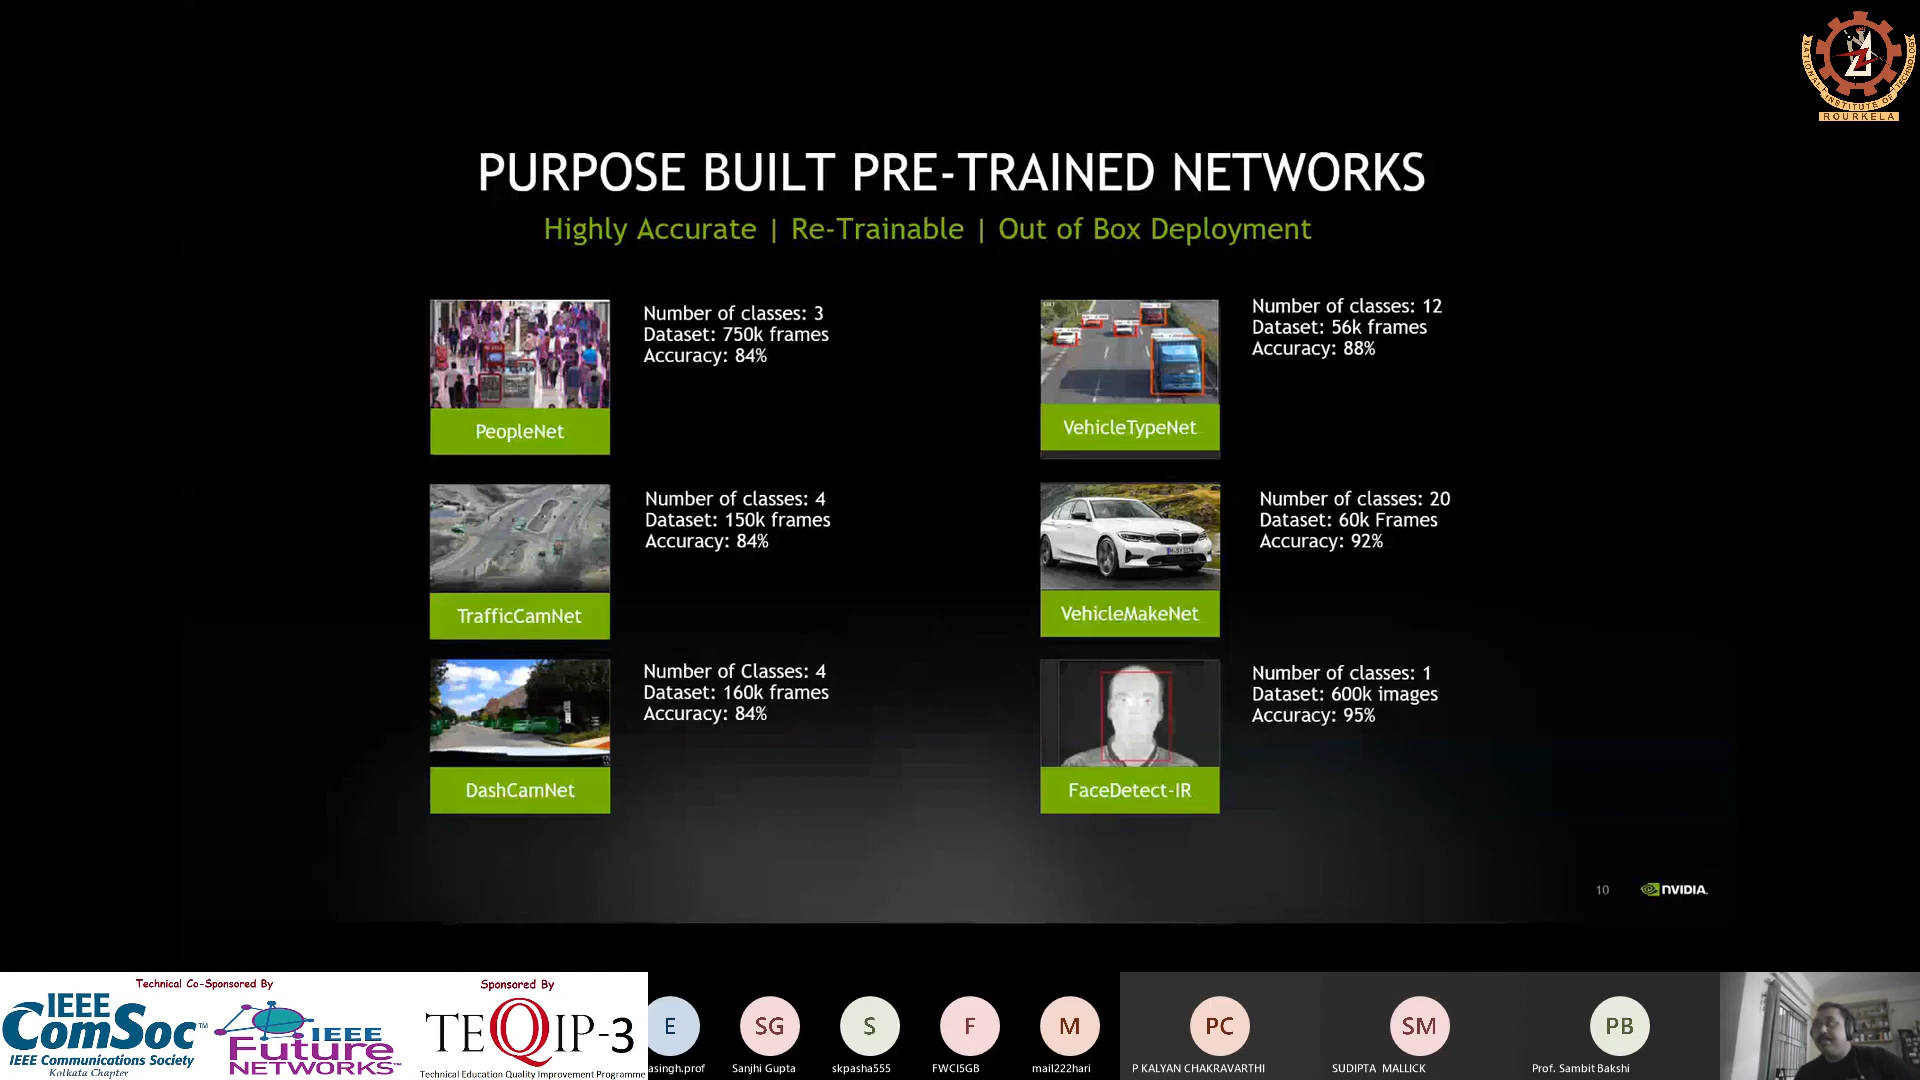 NATIONAL INSTITUTE OF TECHNOLOGY
ROURKELA
PURPOSE BUILT PRE-TRAINED NETWORKS
Highly Accurate | Re-Trainable | Out of Box Deployment
Number of classes: 3
Dataset: 750k frames
Accuracy: 84%
PeopleNet
Number of classes: 12
Dataset: 56k frames
Accuracy: 88%
VehicleTypeNet
Number of classes: 4
Dataset: 150k frames
Accuracy: 84%
TrafficCamNet
Number of classes: 20
Dataset: 60k Frames
Accuracy: 92%
VehicleMakeNet
Number of Classes: 4
Dataset: 160k frames
Accuracy: 84%
DashCamNet
Number of classes: 1
Dataset: 600k images
Accuracy: 95%
FaceDetect-IR
10
NVIDIA.
Technical Co-Sponsored By
IEEE
ComSoc™
IEEE Communications Society
Kolkata Chapter
IEEE
Future
NETWORKS™
Sponsored By
TEQIP-3
Technical Education Quality Improvement Programme
E
asingh.prof
SG
Sanjhi Gupta
S
skpasha555
F
FWCI5GB
M
mail222hari
PC
P KALYAN CHAKRAVARTHI
SM
SUDIPTA MALLICK
PB
Prof. Sambit Bakshi